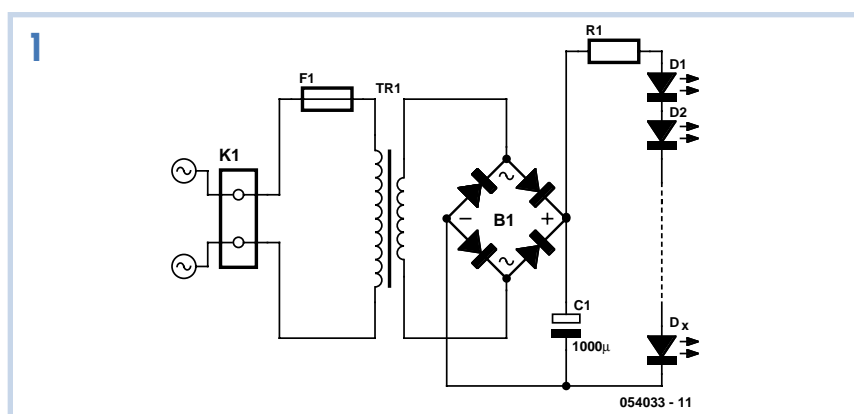 1
R1
D1
F1
TR1
D2
K1
B1
− +
C1
Dx
1000µ
054033 - 11